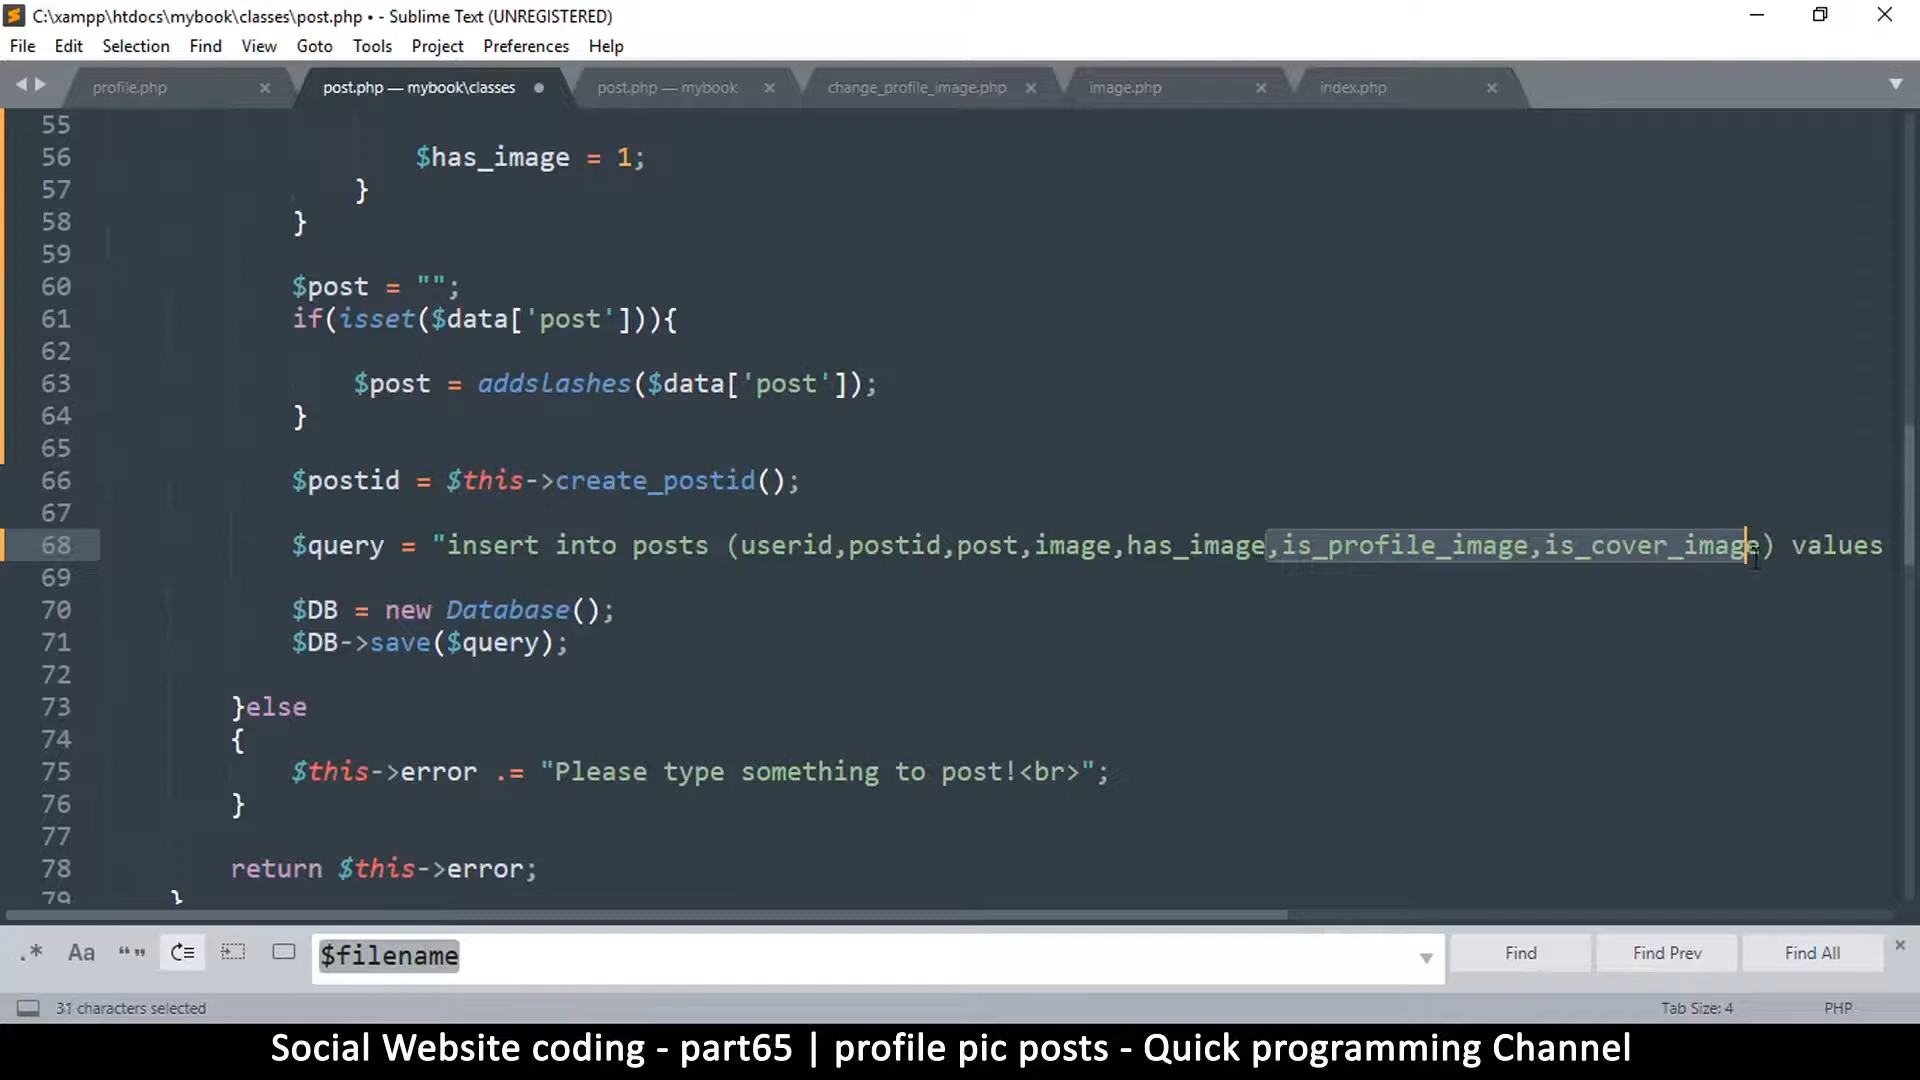 C:\xampp\htdocs\mybook\classes\post.php • - Sublime Text (UNREGISTERED)
File Edit Selection Find View Goto Tools Project Preferences Help
profile.php post.php — mybook\classes post.php — mybook change_profile_image.php image.php index.php
55
56 $has_image = 1;
57 }
58 }
59
60 $post = "";
61 if(isset($data['post'])){
62
63 $post = addslashes($data['post']);
64 }
65
66 $postid = $this->create_postid();
67
68 $query = "insert into posts (userid,postid,post,image,has_image,is_profile_image,is_cover_image) values
69
70 $DB = new Database();
71 $DB->save($query);
72
73 }else
74 {
75 $this->error .= "Please type something to post!<br>";
76 }
77
78 return $this->error;
79 }
.* Aa “” $filename Find Find Prev Find All
31 characters selected Tab Size: 4 PHP
Social Website coding - part65 | profile pic posts - Quick programming Channel